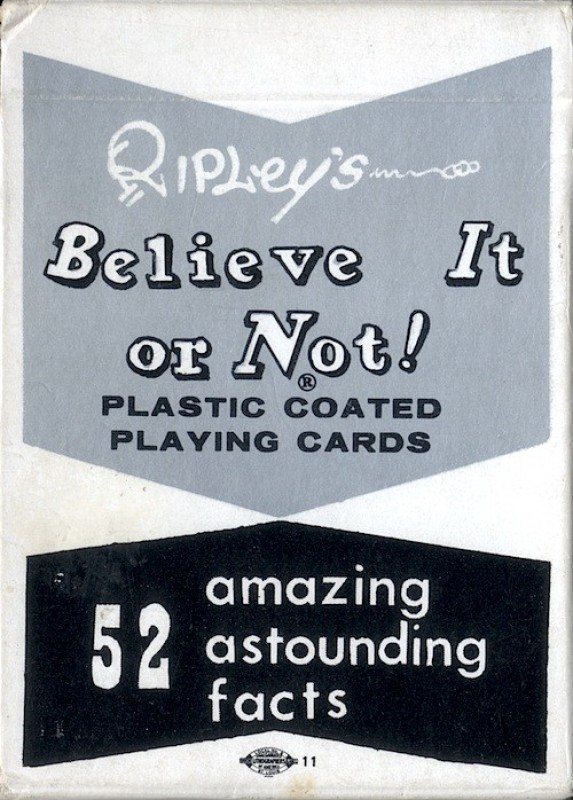 Ripley's
Believe It
or Not!
®
PLASTIC COATED
PLAYING CARDS
52
amazing
astounding
facts
11